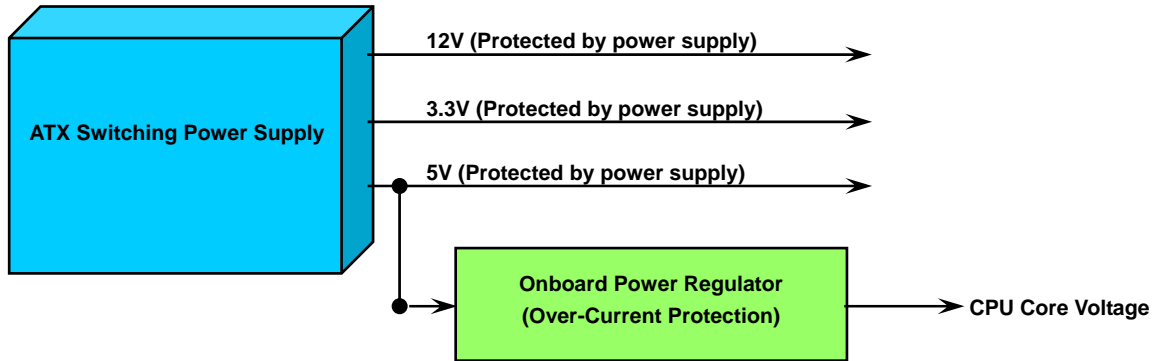 12V (Protected by power supply)
3.3V (Protected by power supply)
ATX Switching Power Supply
5V (Protected by power supply)
Onboard Power Regulator
(Over-Current Protection)
CPU Core Voltage